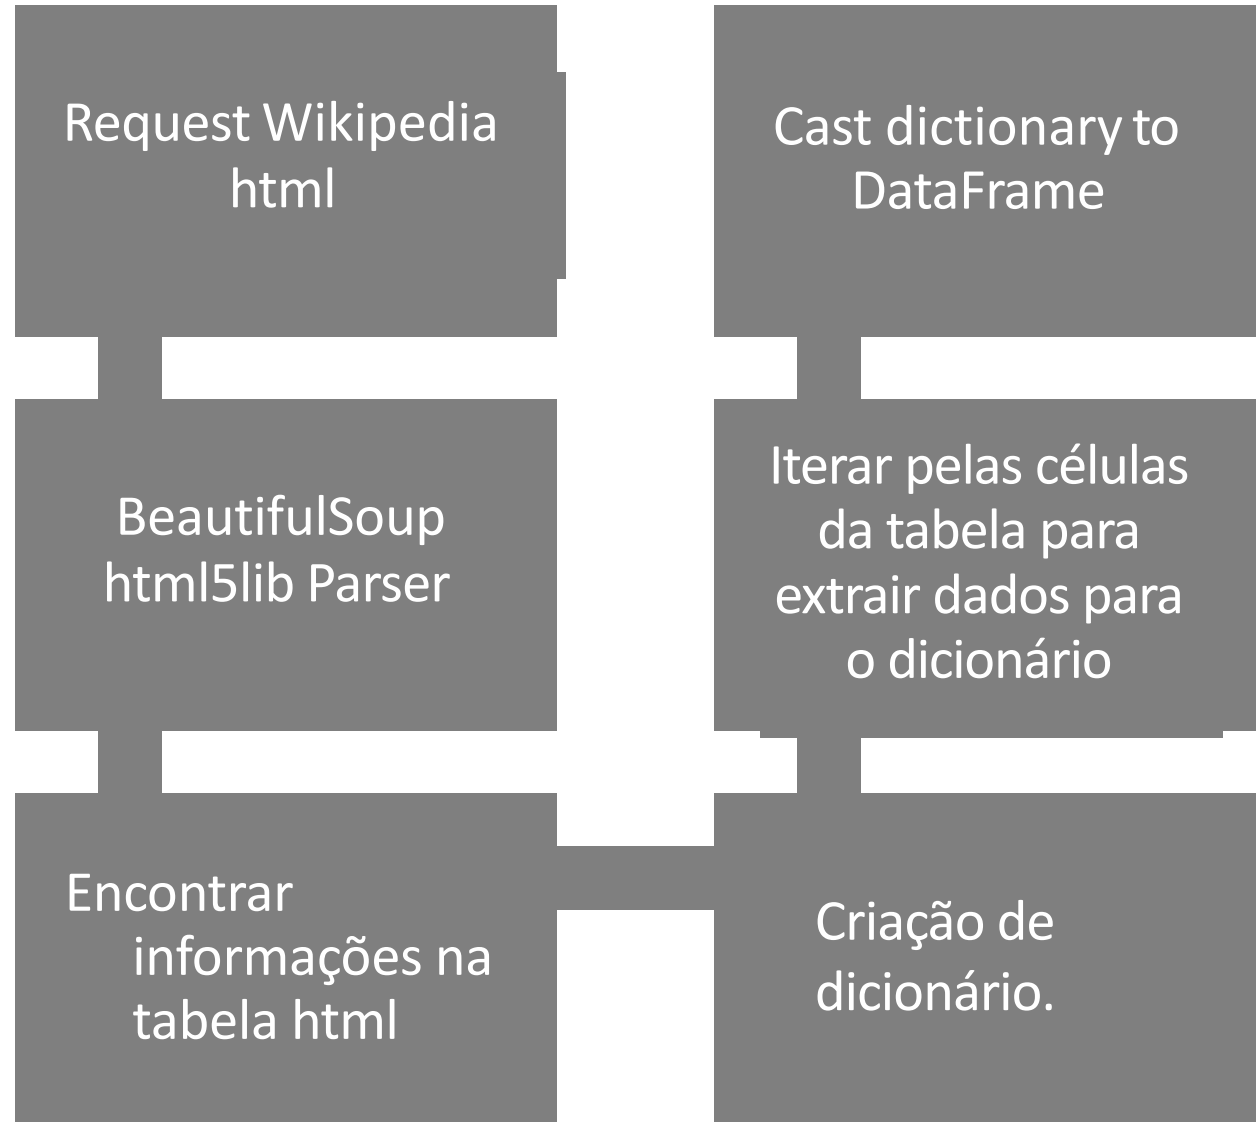 Request Wikipedia
html
BeautifulSoup
html5lib Parser
Encontrar
informações na
tabela html
Criação de
dicionário.
Iterar pelas células
da tabela para
extrair dados para
o dicionário
Cast dictionary to
DataFrame